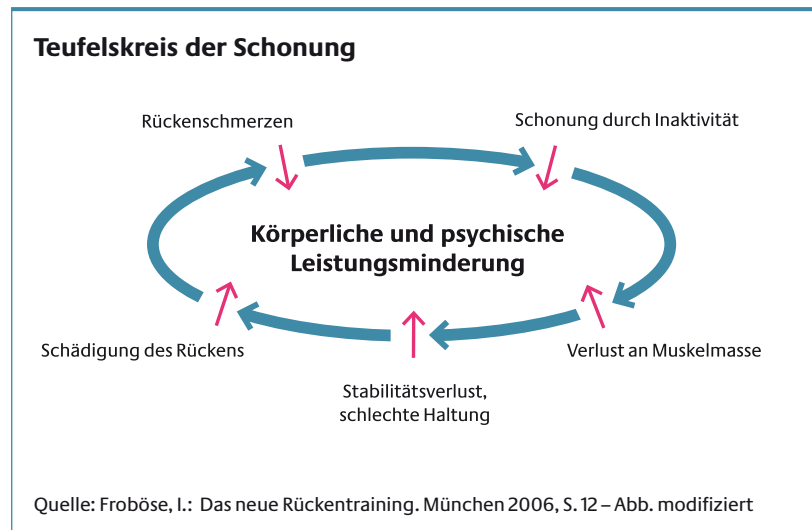 Teufelskreis der Schonung
Rückenschmerzen
Schonung durch Inaktivität
Körperliche und psychische
Leistungsminderung
Schädigung des Rückens
Verlust an Muskelmasse
Stabilitätsverlust,
schlechte Haltung
Quelle: Froböse, I.: Das neue Rückentraining. München 2006, S. 12 – Abb. modifiziert